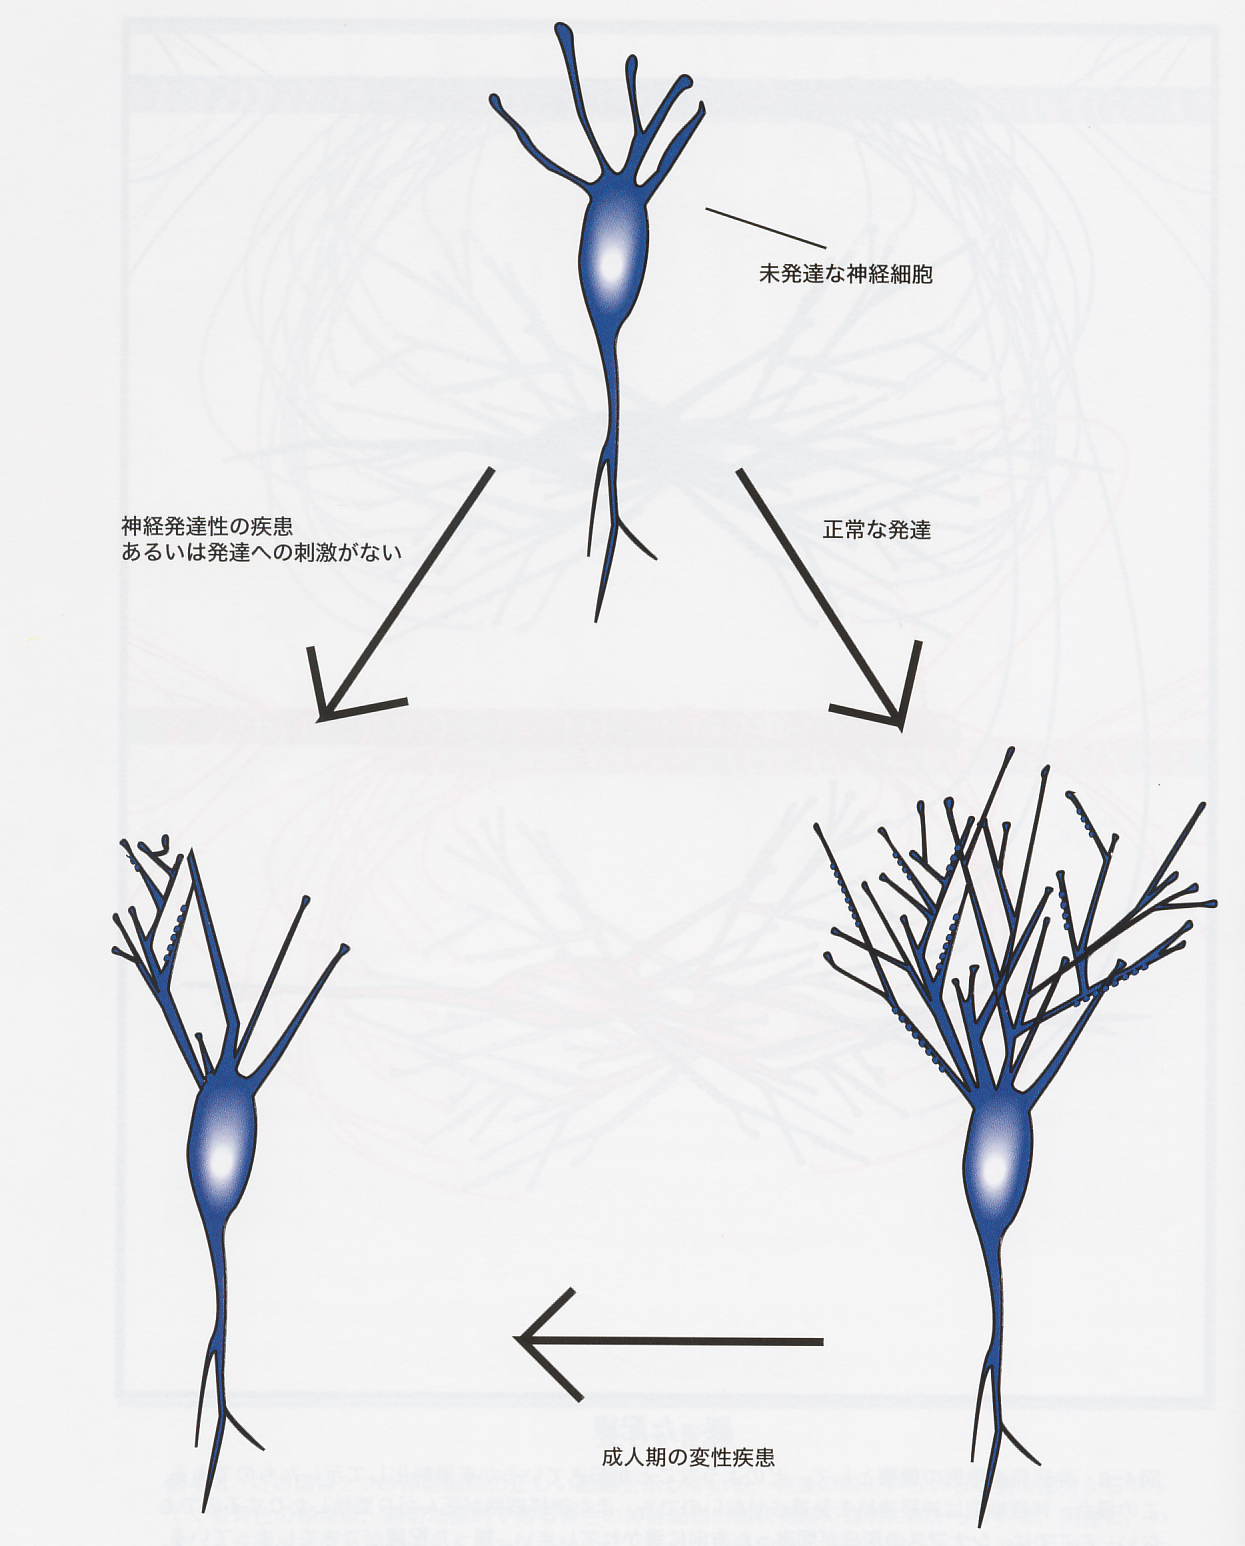 未発達な神経細胞
神経発達性の疾患
あるいは発達への刺激がない
正常な発達
成人期の変性疾患